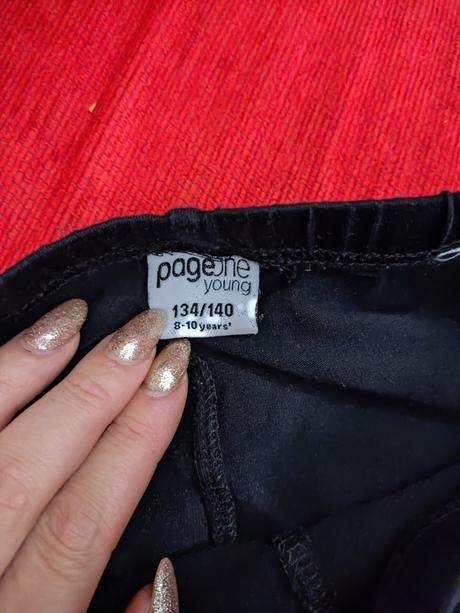 pageone
young
134/140
8-10 years'